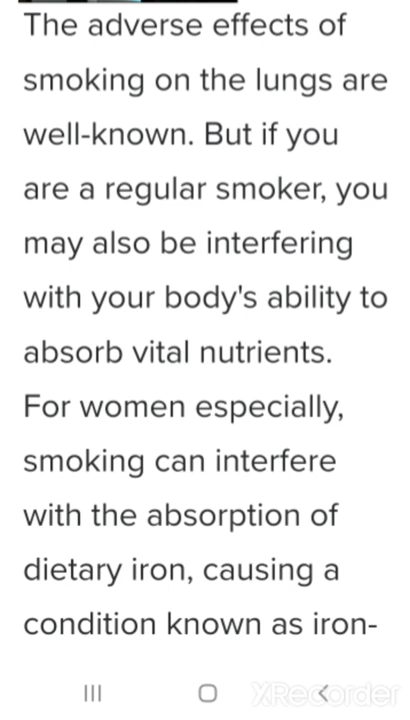 The adverse effects of
smoking on the lungs are
well-known. But if you
are a regular smoker, you
may also be interfering
with your body's ability to
absorb vital nutrients.
For women especially,
smoking can interfere
with the absorption of
dietary iron, causing a
condition known as iron-
XRecorder